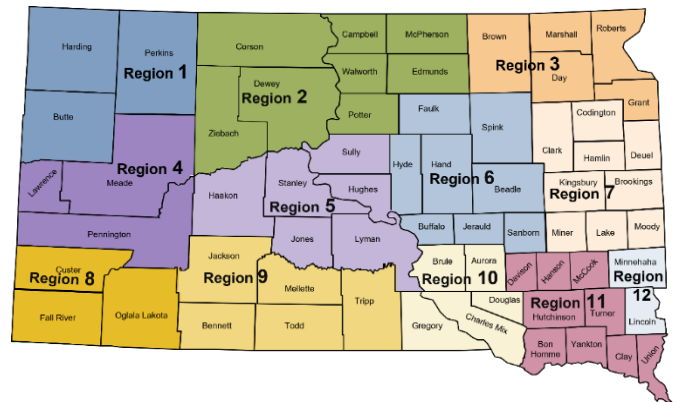 Harding
Perkins
Region 1
Butte
Corson
Dewey
Region 2
Ziebach
Campbell
McPherson
Walworth
Edmunds
Potter
Brown
Marshall
Roberts
Region 3
Day
Grant
Region 4
Lawrence
Meade
Pennington
Haakon
Sully
Stanley
Hughes
Region 5
Jones
Lyman
Faulk
Spink
Hyde
Hand
Region 6
Beadle
Buffalo
Jerauld
Sanborn
Codington
Clark
Hamlin
Deuel
Kingsbury
Brookings
Region 7
Miner
Lake
Moody
Custer
Region 8
Fall River
Oglala Lakota
Jackson
Region 9
Mellette
Tripp
Bennett
Todd
Brule
Aurora
Region 10
Douglas
Gregory
Charles Mix
Davison
Hanson
McCook
Region 11
Hutchinson
Turner
Bon
Homme
Yankton
Clay
Union
Minnehaha
Region
12
Lincoln